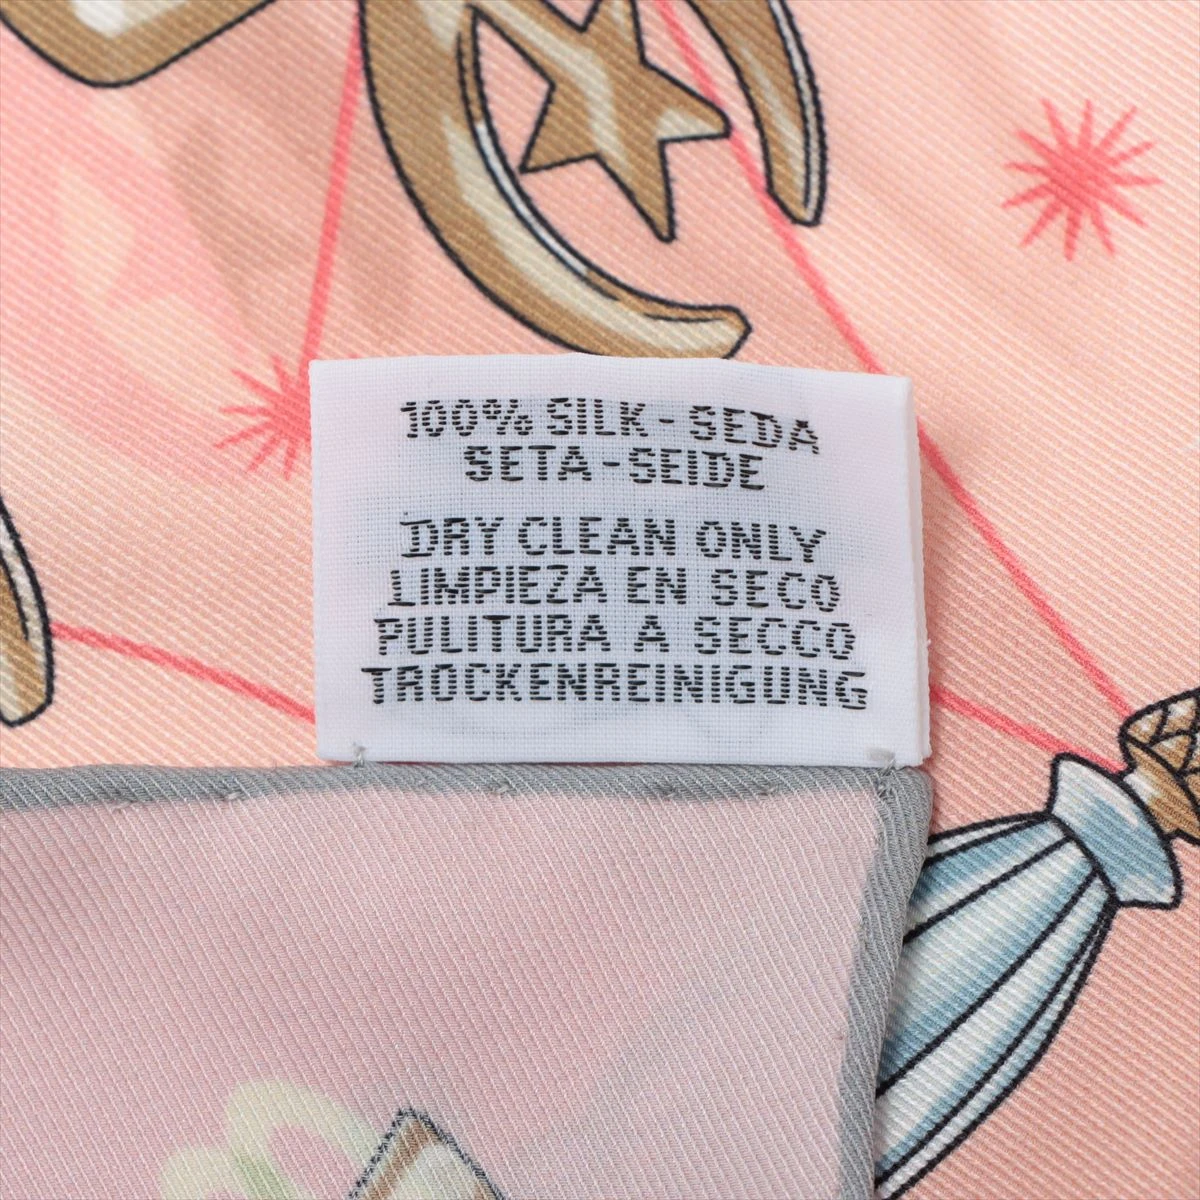 100% SILK - SEDA
SETA - SEIDE
DRY CLEAN ONLY
LIMPIEZA EN SECO
PULITURA A SECCO
TROCKENREINIGUNG